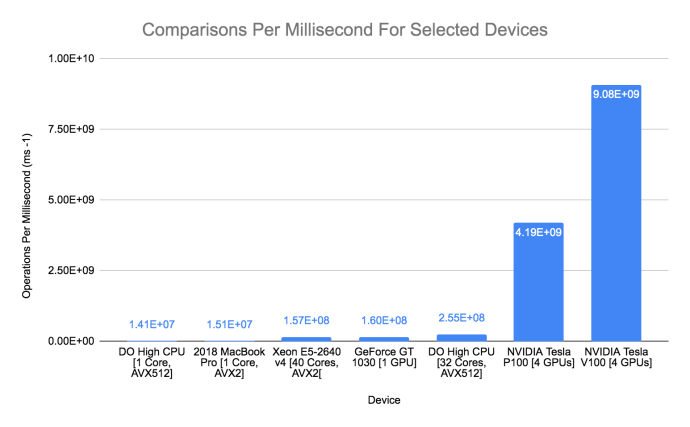 Comparisons Per Millisecond For Selected Devices
Operations Per Millisecond (ms -1)
1.00E+10
7.50E+09
5.00E+09
2.50E+09
0.00E+00
1.41E+07
1.51E+07
1.57E+08
1.60E+08
2.55E+08
4.19E+09
9.08E+09
DO High CPU
[1 Core,
AVX512]
2018 MacBook
Pro [1 Core,
AVX2]
Xeon E5-2640
v4 [40 Cores,
AVX2[
GeForce GT
1030 [1 GPU]
DO High CPU
[32 Cores,
AVX512]
NVIDIA Tesla
P100 [4 GPUs]
NVIDIA Tesla
V100 [4 GPUs]
Device